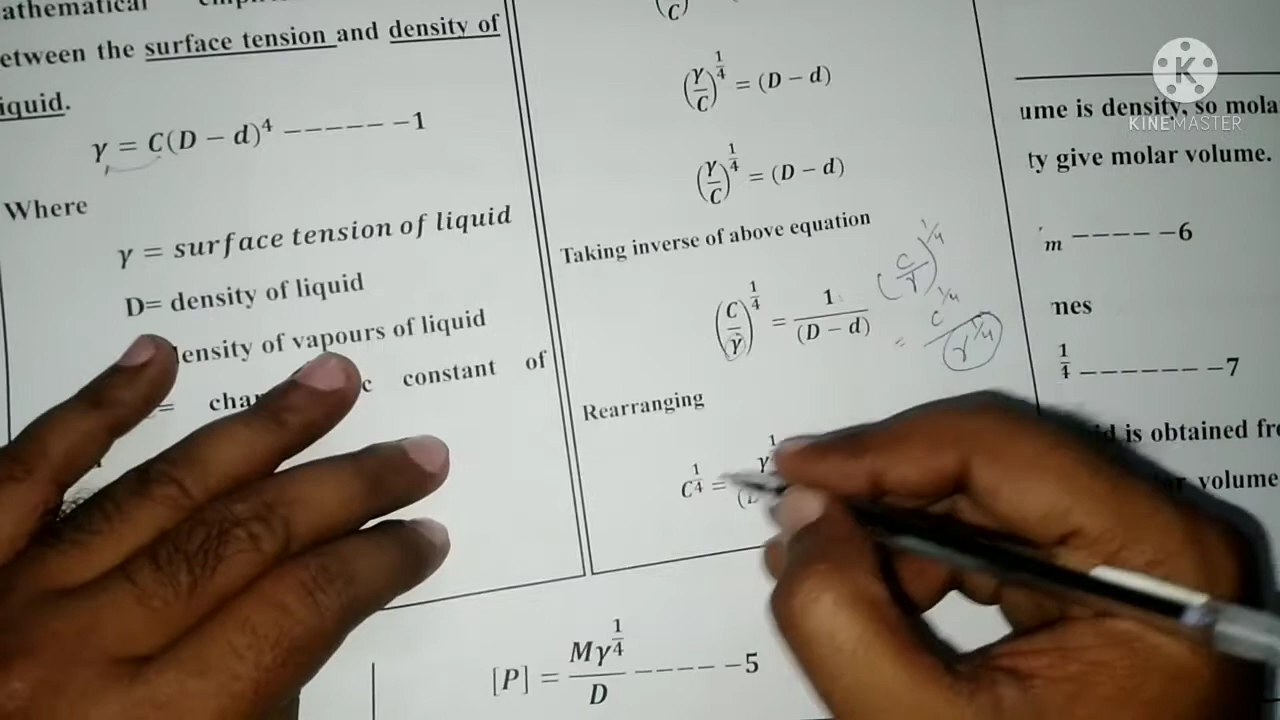 etween the surface tension and density of
iquid.
γ = C(D − d)⁴ −−−−−− −1
Where
γ = surface tension of liquid
D= density of liquid
density of vapours of liquid
= constant of
(γ/C)^(1/4) = (D − d)
(γ/C)^(1/4) = (D − d)
Taking inverse of above equation
(C/γ)^(1/4) = 1/(D − d)
(C/γ)^1/4
= C^1/4/γ^1/4
Rearranging
C^(1/4) =
[P] = Mγ^(1/4)/D −−−−− −5
ume is density, so mola
ty give molar volume.
m −−−−− −6
mes
1/4 −−−−−− −7
is obtained fr
volume
K
KINEMASTER